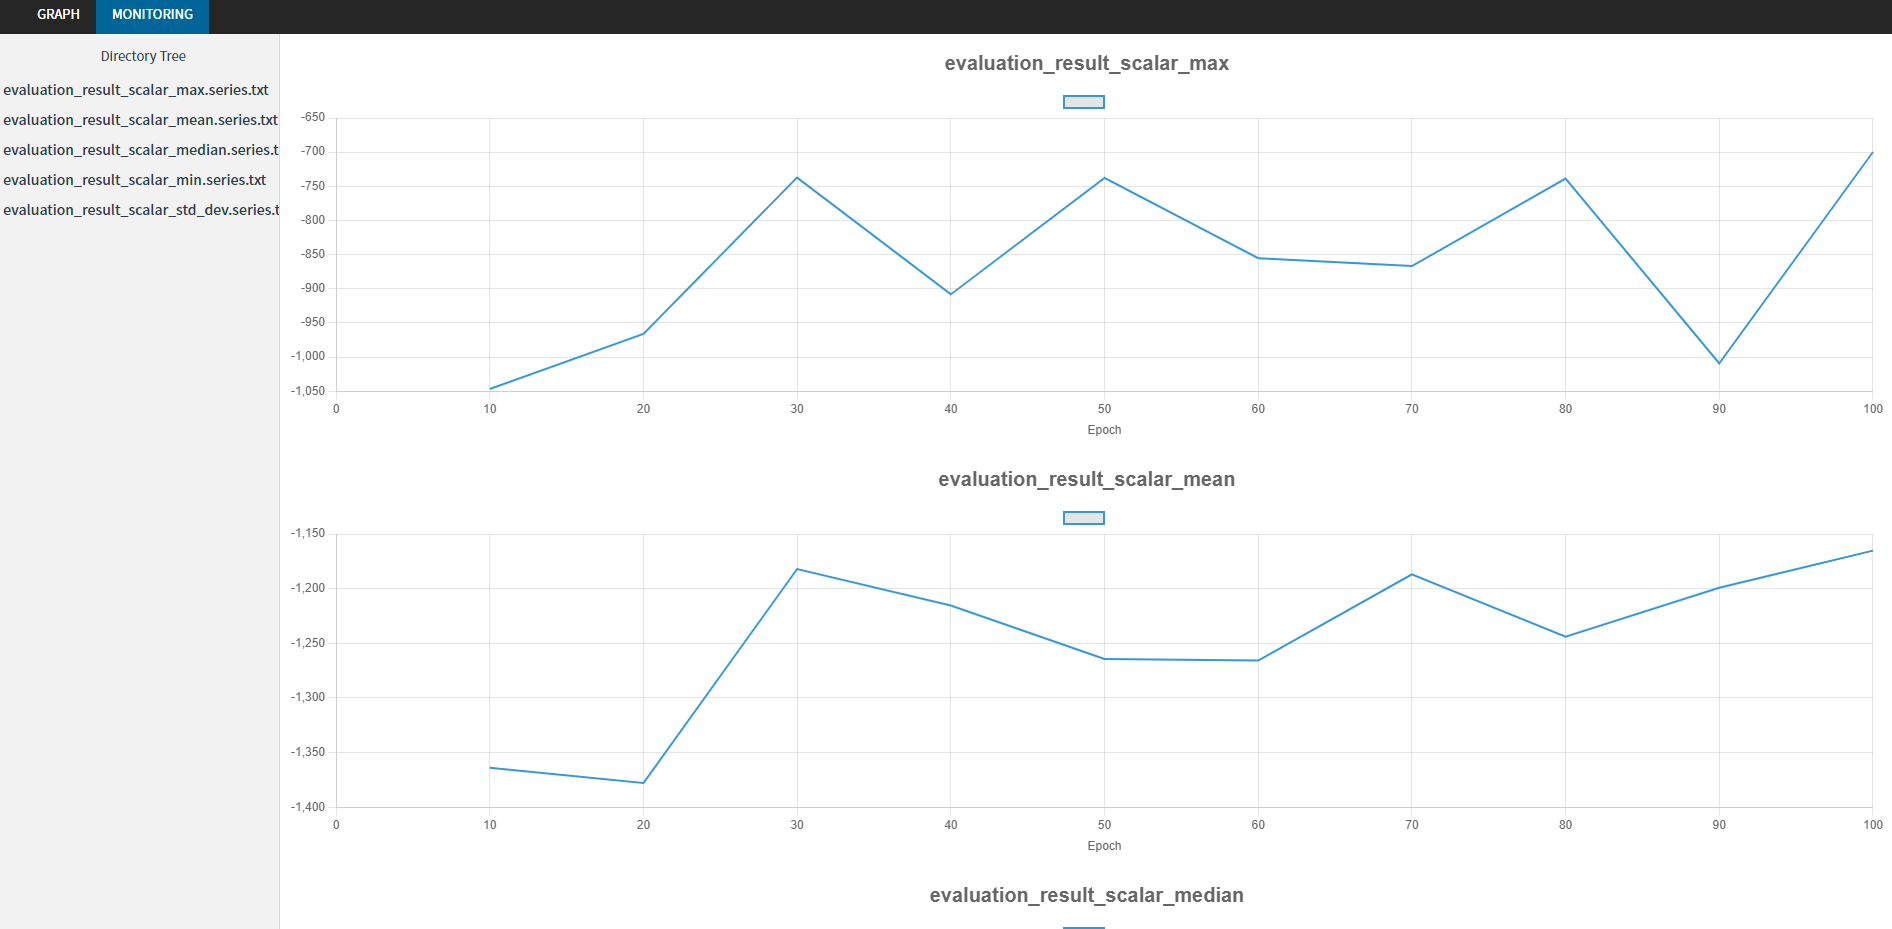 GRAPH MONITORING
Directory Tree
evaluation_result_scalar_max.series.txt
evaluation_result_scalar_mean.series.txt
evaluation_result_scalar_median.series.t
evaluation_result_scalar_min.series.txt
evaluation_result_scalar_std_dev.series.t
evaluation_result_scalar_max
-650
-700
-750
-800
-850
-900
-950
-1,000
-1,050
0 10 20 30 40 50 60 70 80 90 100
Epoch
evaluation_result_scalar_mean
-1,150
-1,200
-1,250
-1,300
-1,350
-1,400
0 10 20 30 40 50 60 70 80 90 100
Epoch
evaluation_result_scalar_median